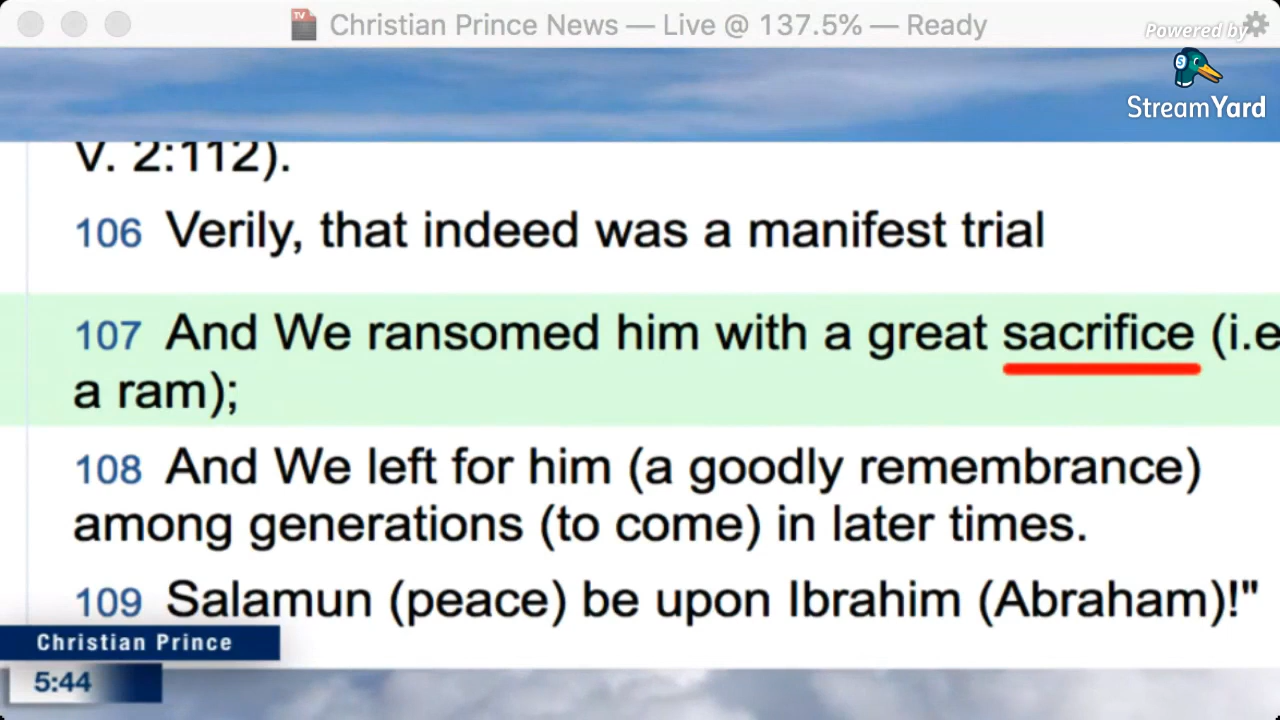 Christian Prince News — Live @ 137.5% — Ready
Powered by
StreamYard
V. 2:112).
106 Verily, that indeed was a manifest trial
107 And We ransomed him with a great sacrifice (i.e
a ram);
108 And We left for him (a goodly remembrance)
among generations (to come) in later times.
109 Salamun (peace) be upon Ibrahim (Abraham)!"
Christian Prince
5:44